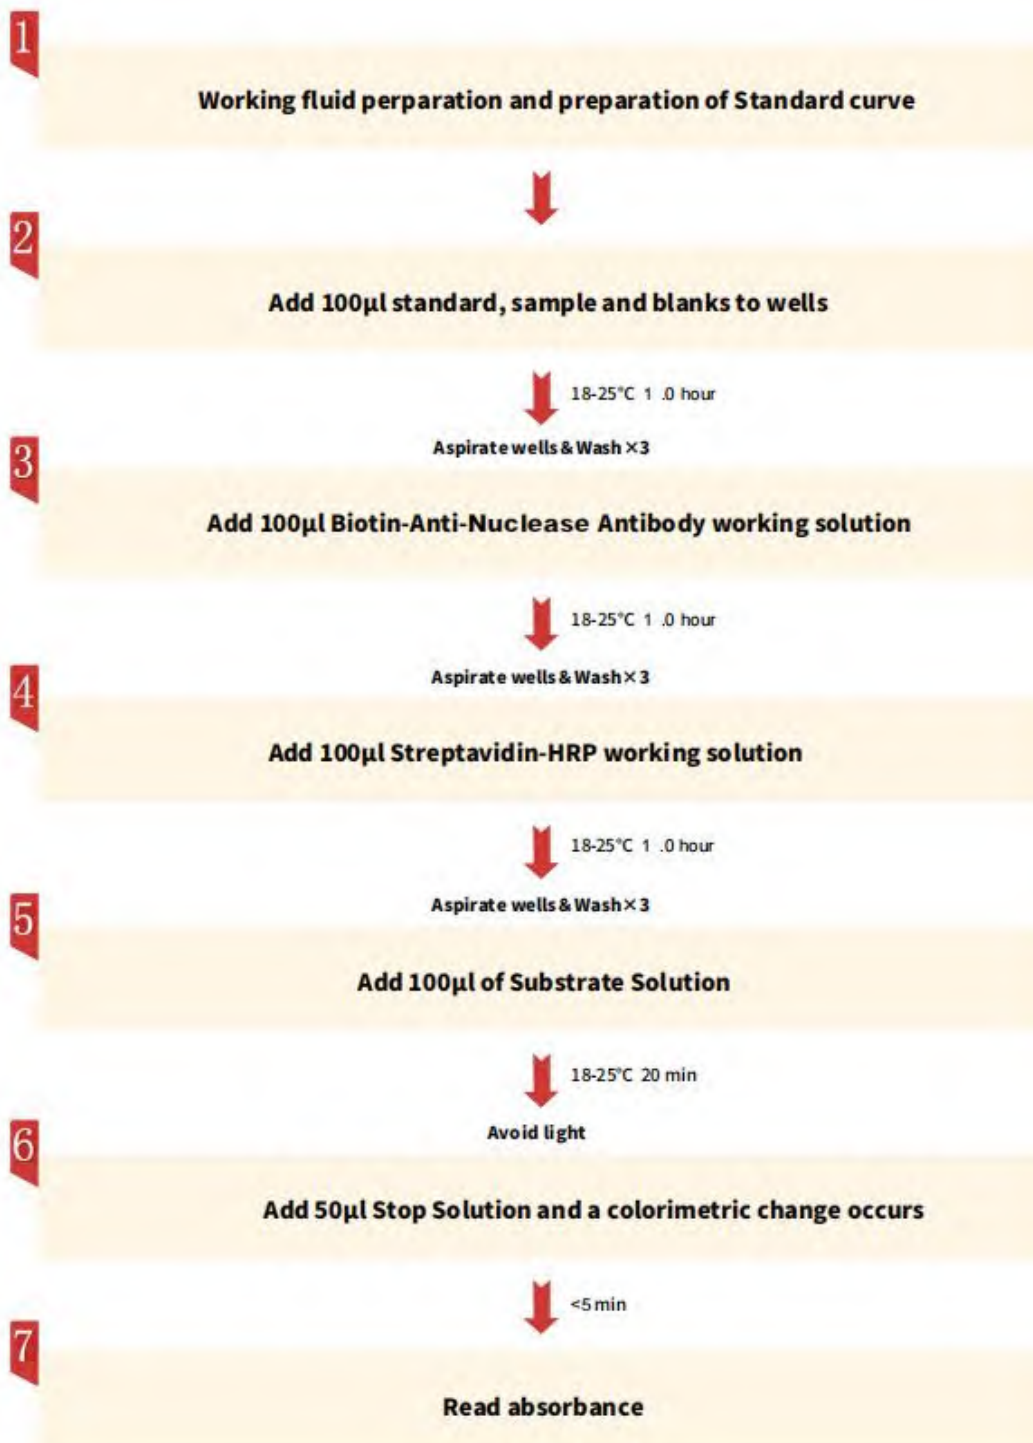 1
Working fluid perparation and preparation of Standard curve
2
Add 100μl standard, sample and blanks to wells
18-25°C 1 .0 hour
Aspirate wells & Wash ×3
3
Add 100μl Biotin-Anti-Nuclease Antibody working solution
18-25°C 1 .0 hour
Aspirate wells & Wash × 3
4
Add 100μl Streptavidin-HRP working solution
18-25°C 1 .0 hour
Aspirate wells & Wash × 3
5
Add 100μl of Substrate Solution
18-25°C 20 min
Avoid light
6
Add 50μl Stop Solution and a colorimetric change occurs
<5 min
7
Read absorbance